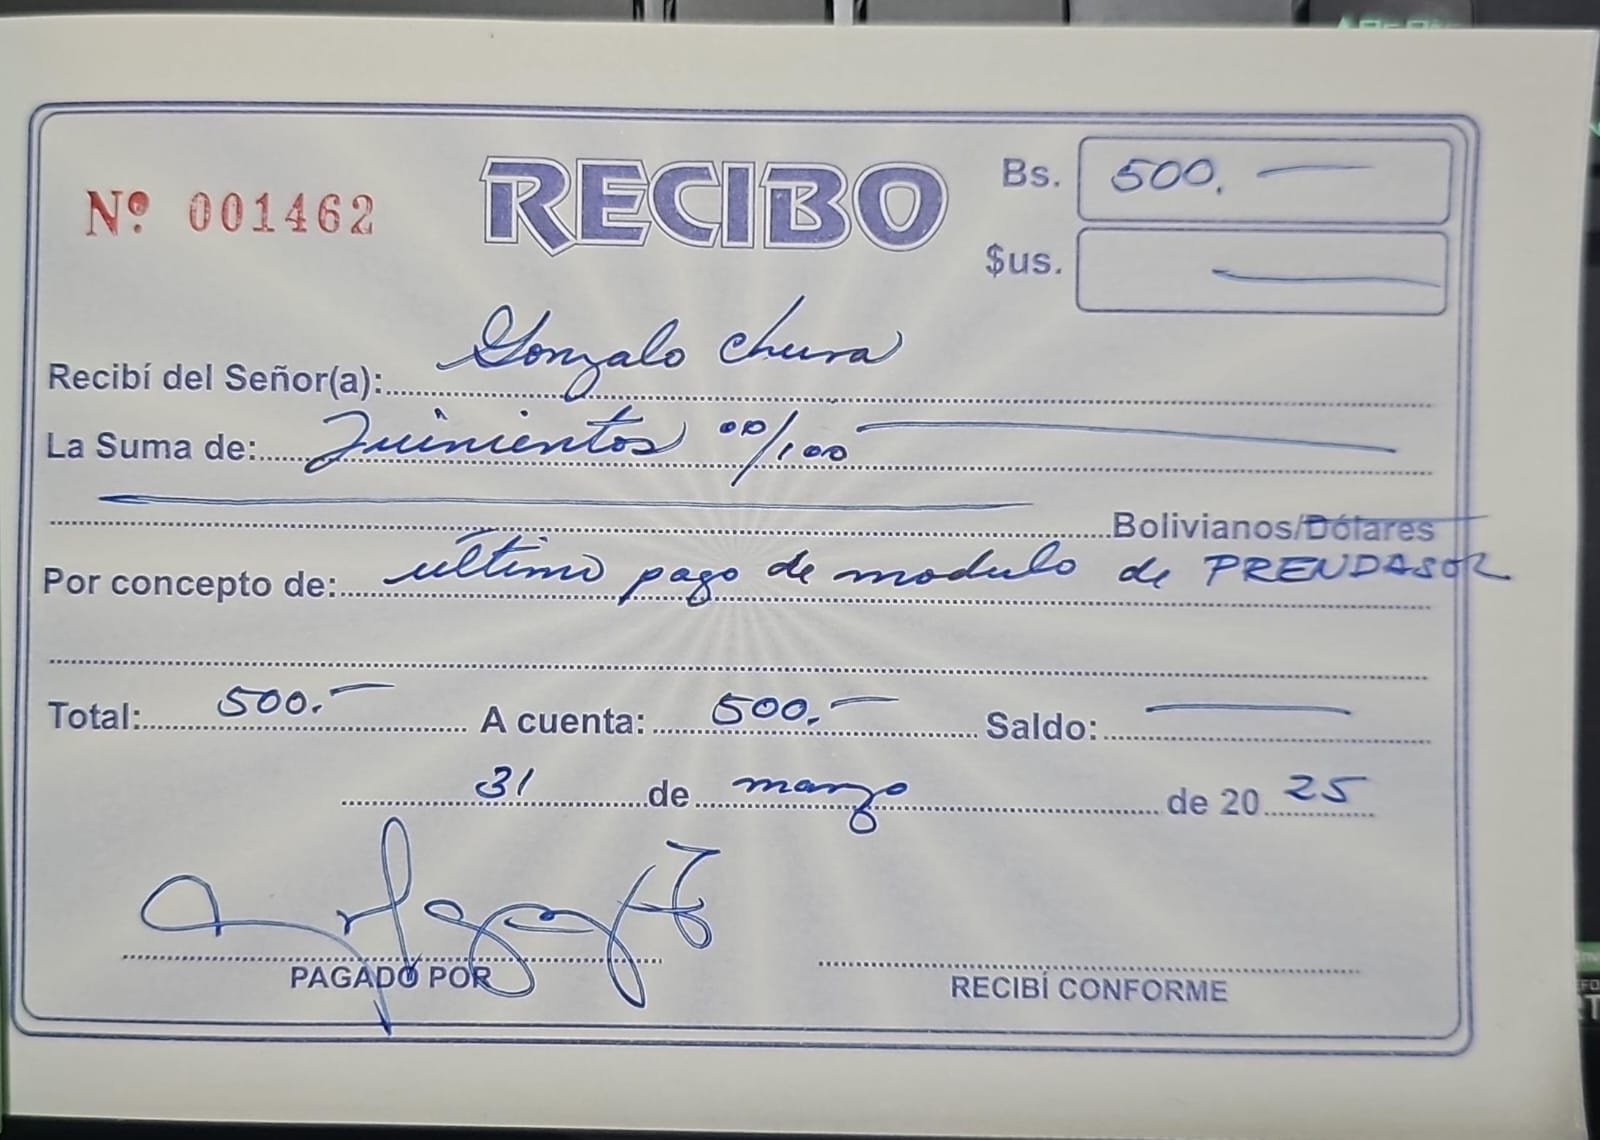 Nº 001462
RECIBO
Bs. 500.
$us.
Recibí del Señor(a): Gonzalo Chura
La Suma de: Quinientos 00/100
Bolivianos/Dólares
Por concepto de: último pago de modulo de PRENDASOR
Total: 500. A cuenta: 500. Saldo:
31 de marzo de 20 25
PAGADO POR
RECIBÍ CONFORME